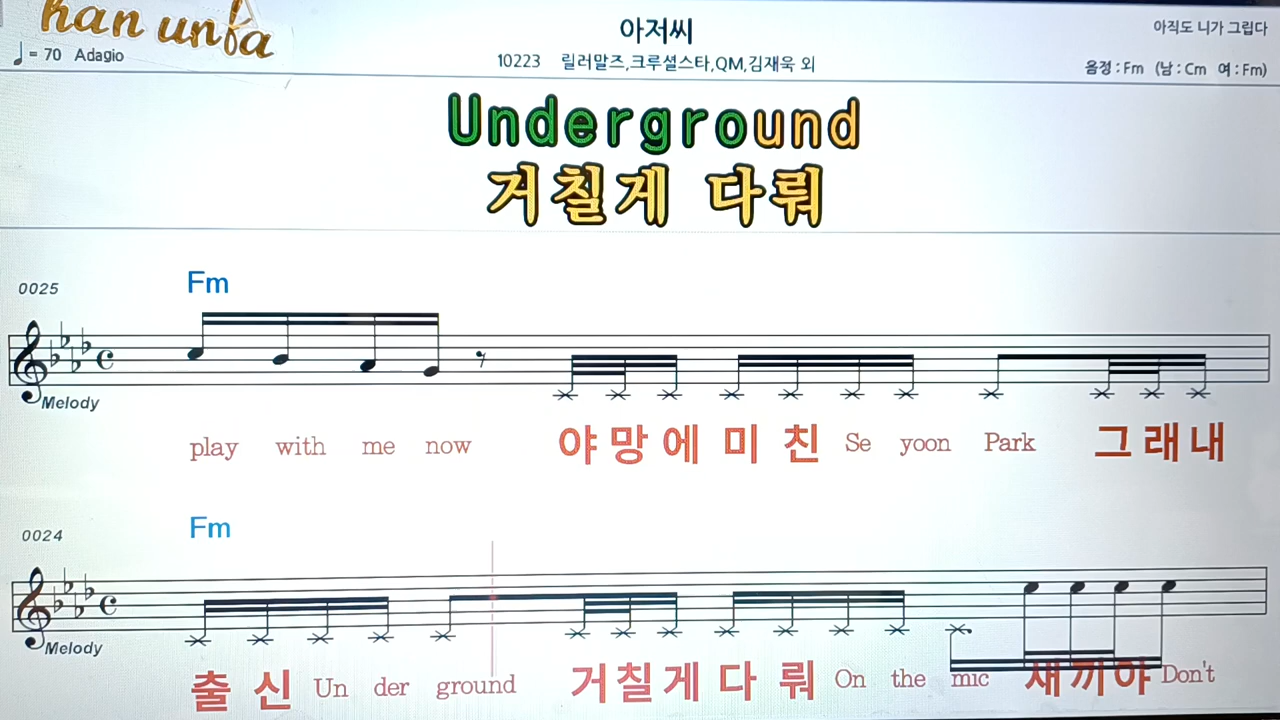 han unfa
아저씨
아직도 니가 그립다
♩= 70 Adagio
10223 릴러말즈,크루셜스타,QM,김재욱 외
음정 : Fm (남 : Cm 여 : Fm)
Underground
거칠게 다뤄
0025 Fm
Melody
play with me now 야 망 에 미 친 Se yoon Park 그 래 내
0024 Fm
Melody
출 신 Un der ground 거 칠 게 다 뤄 On the mic 새 끼 야 Don't